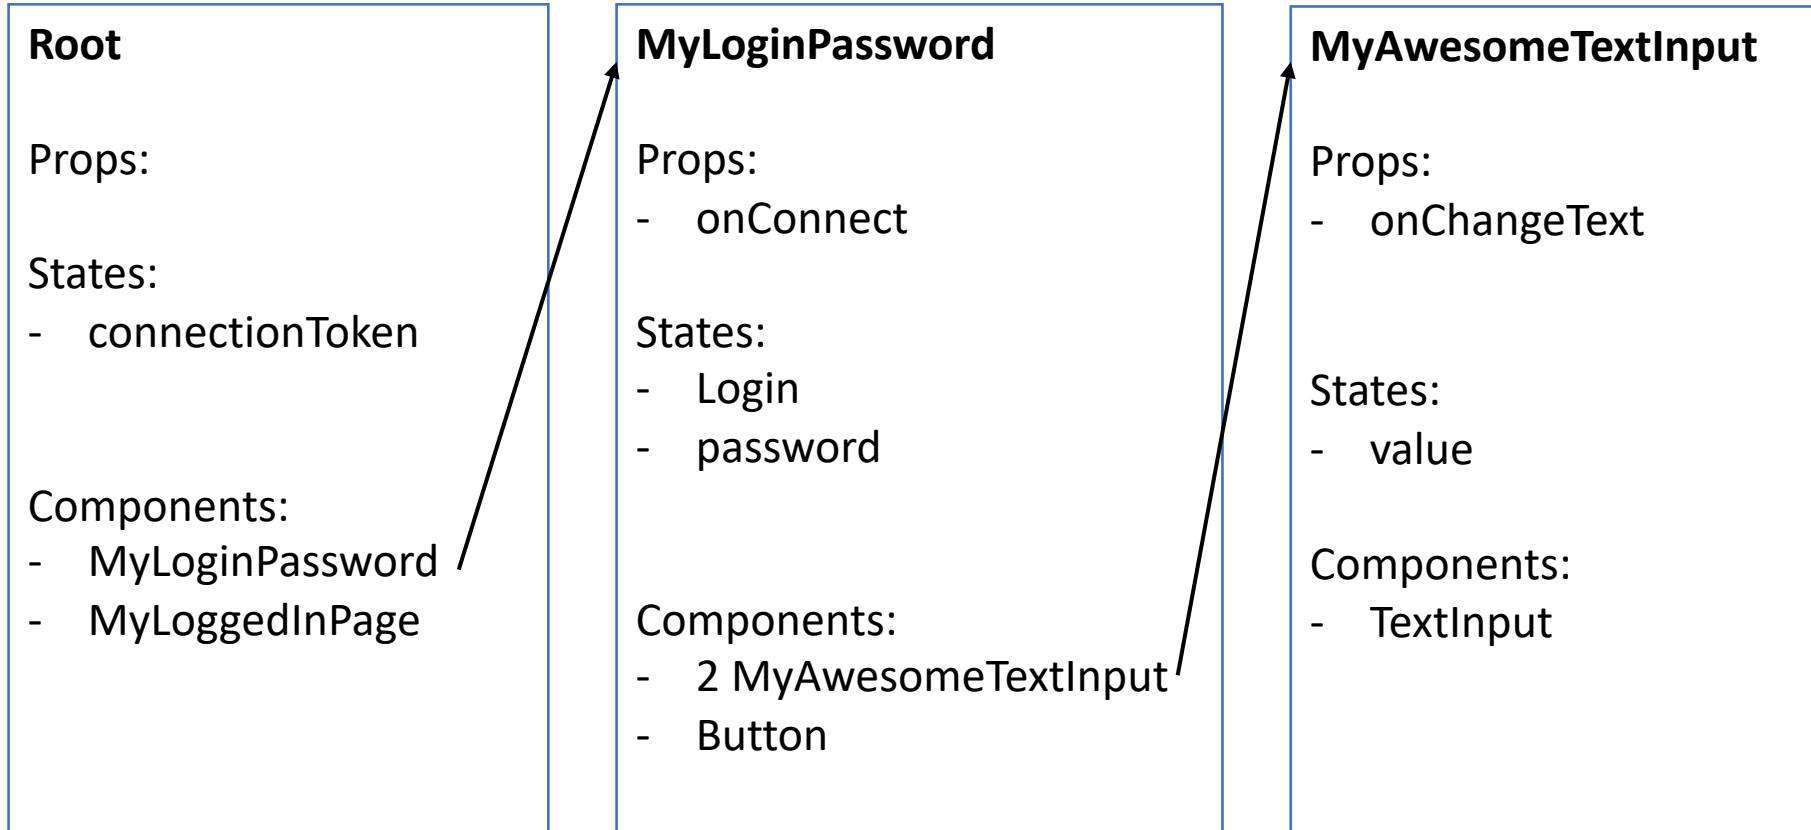 Root
Props:
States:
- connectionToken
Components:
- MyLoginPassword
- MyLoggedInPage
MyLoginPassword
Props:
- onConnect
States:
- Login
- password
Components:
- 2 MyAwesomeTextInput
- Button
MyAwesomeTextInput
Props:
- onChangeText
States:
- value
Components:
- TextInput